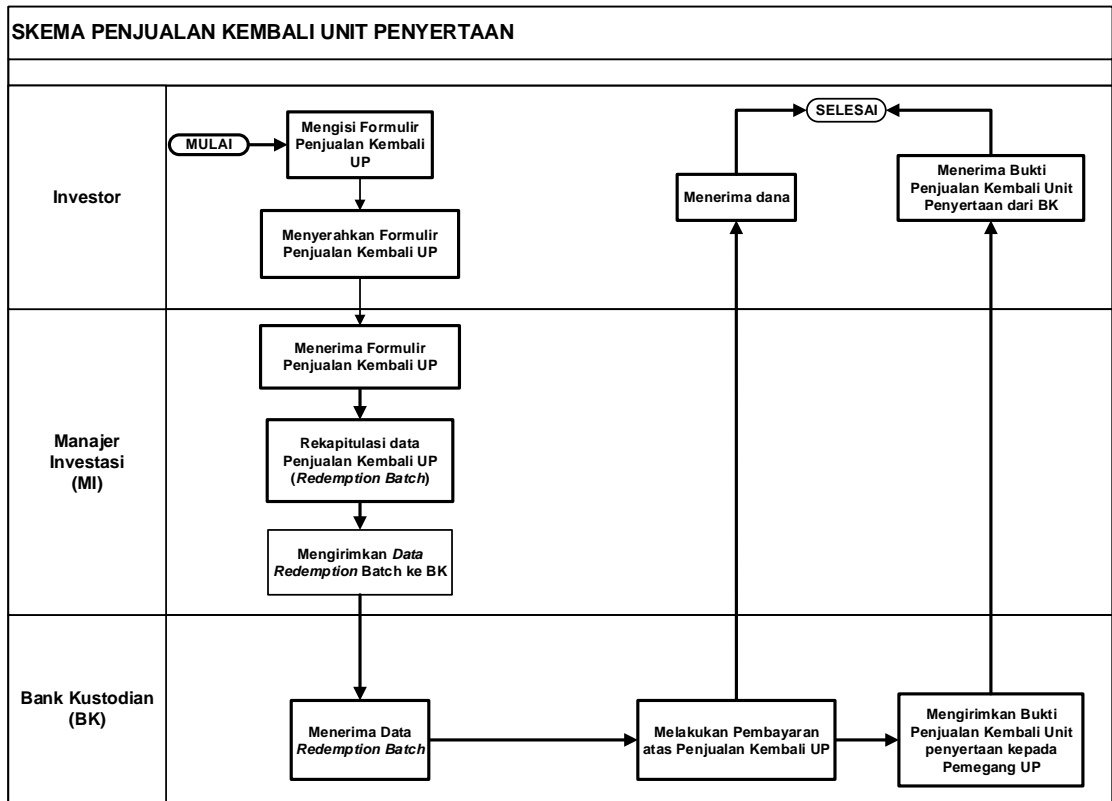 SKEMA PENJUALAN KEMBALI UNIT PENYERTAAN
Investor
MULAI
Mengisi Formulir
Penjualan Kembali
UP
Menyerahkan Formulir
Penjualan Kembali UP
SELESAI
Menerima dana
Menerima Bukti
Penjualan Kembali Unit
Penyertaan dari BK
Manajer
Investasi
(MI)
Menerima Formulir
Penjualan Kembali UP
Rekapitulasi data
Penjualan Kembali UP
(Redemption Batch)
Mengirimkan Data
Redemption Batch ke BK
Bank Kustodian
(BK)
Menerima Data
Redemption Batch
Melakukan Pembayaran
atas Penjualan Kembali UP
Mengirimkan Bukti
Penjualan Kembali Unit
penyertaan kepada
Pemegang UP